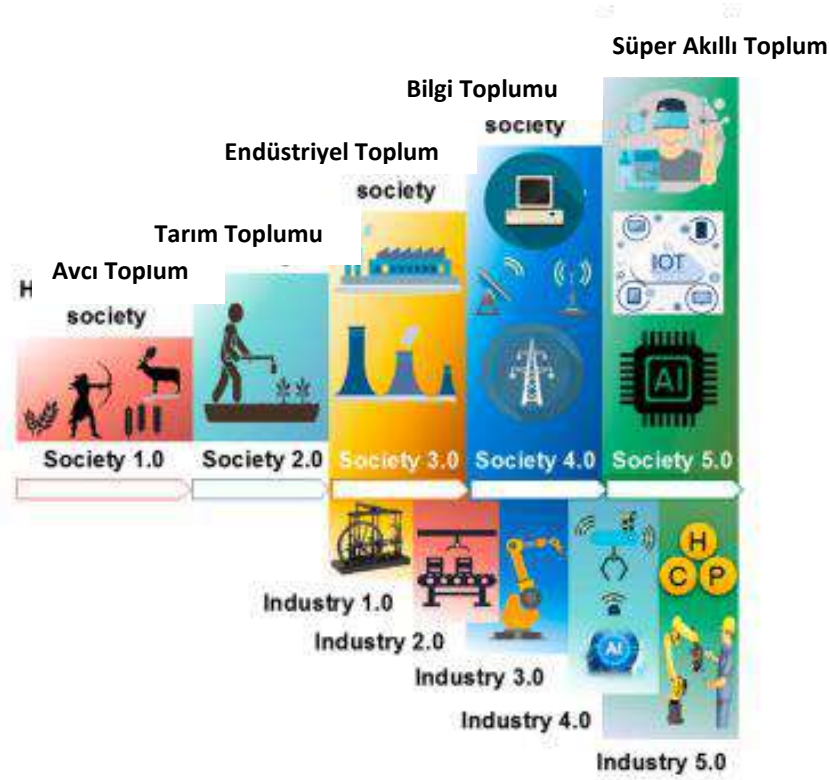 Süper Akıllı Toplum
Bilgi Toplumu
society
Endüstriyel Toplum
society
Tarım Toplumu
Avcı Toplum
H
society
IOT
AI
Society 1.0
Society 2.0
Society 3.0
Society 4.0
Society 5.0
H
C
P
AI
Industry 1.0
Industry 2.0
Industry 3.0
Industry 4.0
Industry 5.0